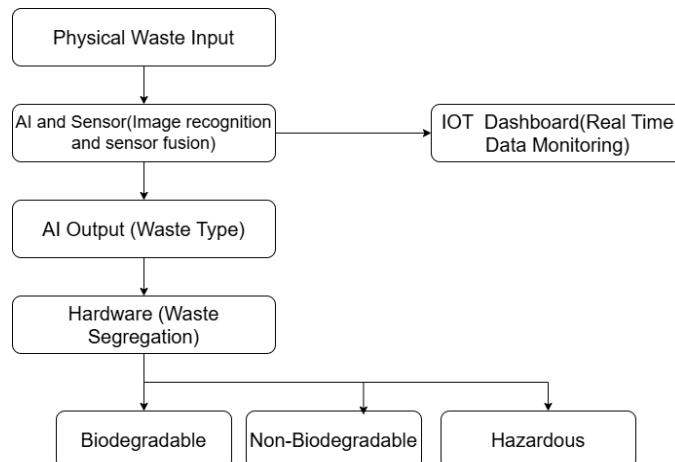 Physical Waste Input
AI and Sensor(Image recognition
and sensor fusion)
IOT  Dashboard(Real Time
Data Monitoring)
AI Output (Waste Type)
Hardware (Waste
Segregation)
Biodegradable
Non-Biodegradable
Hazardous